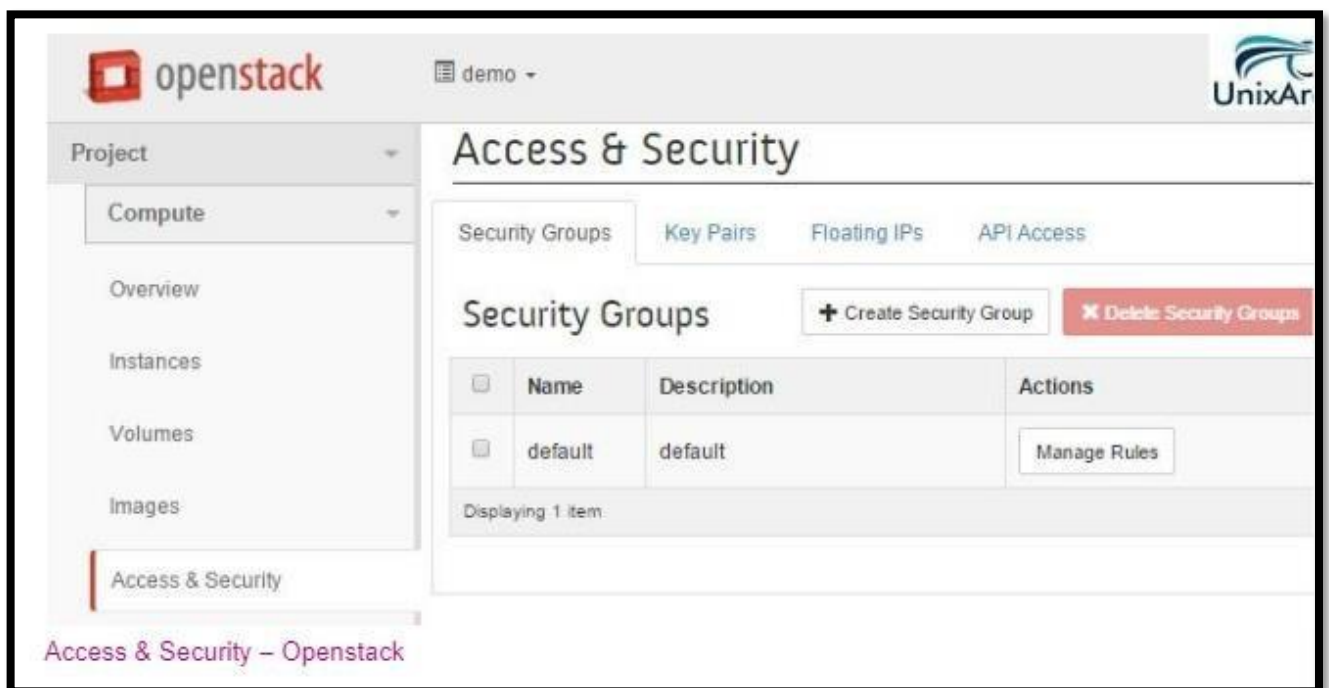 openstack
demo
UnixAr
Project
Access & Security
Compute
Security Groups Key Pairs Floating IPs API Access
Overview
Security Groups + Create Security Group ✖ Delete Security Groups
Instances
Name Description Actions
Volumes
default default Manage Rules
Images
Displaying 1 item
Access & Security
Access & Security – Openstack